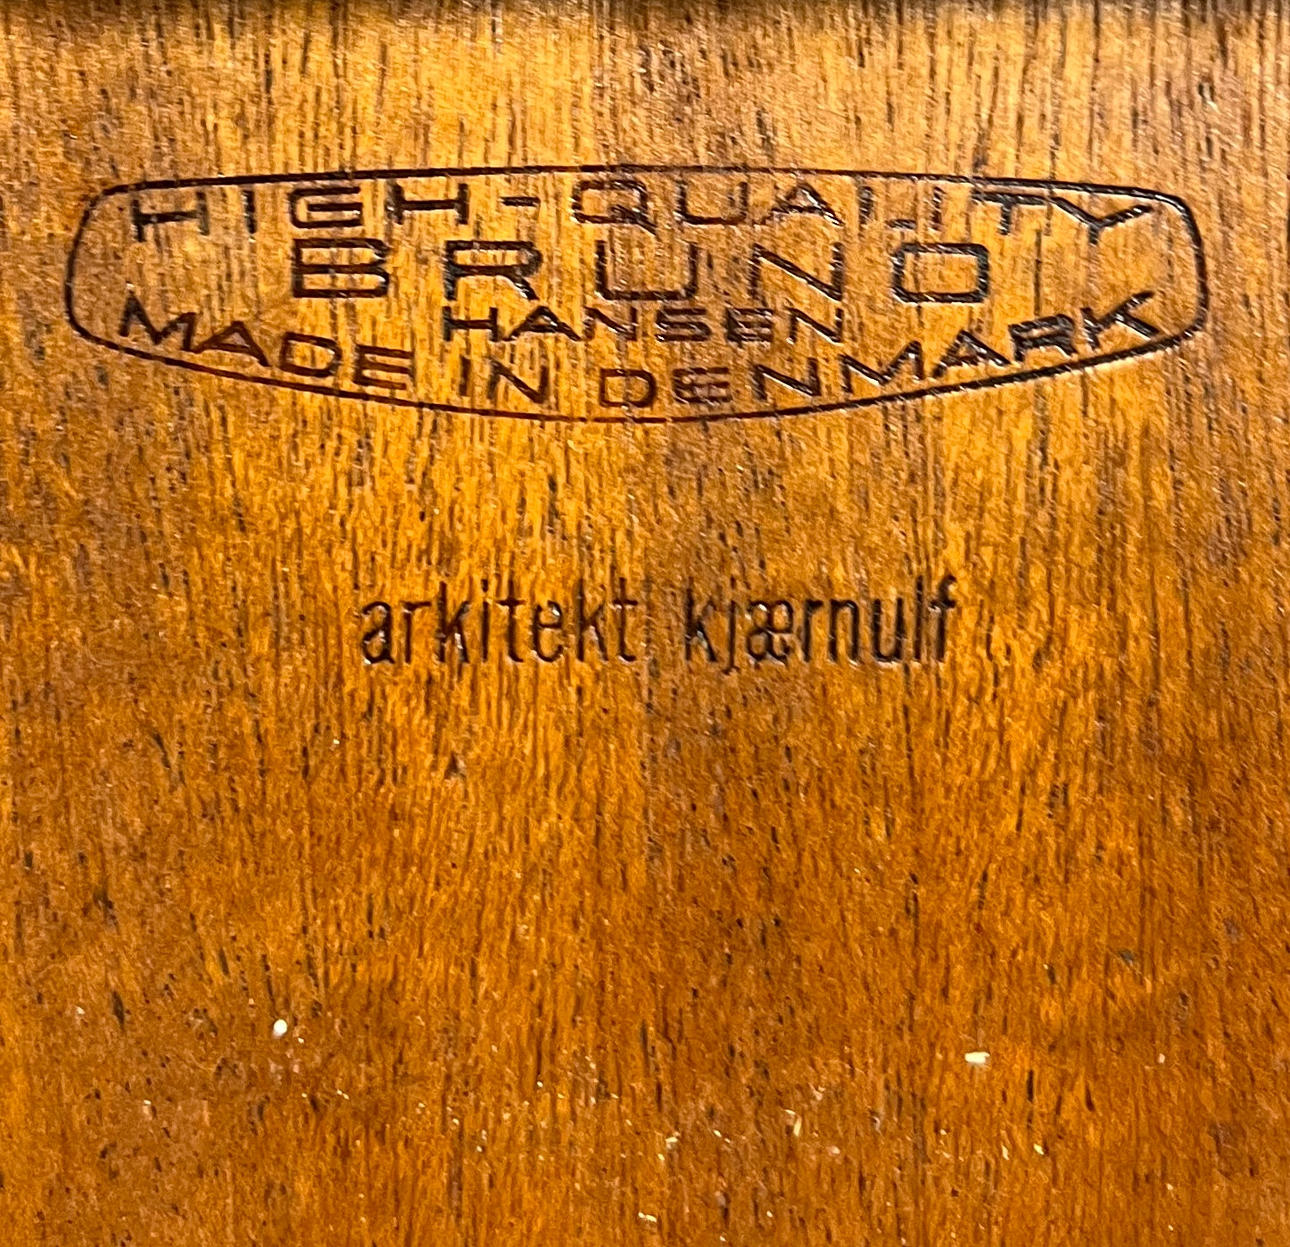 HIGH-QUALITY
BRUNO
HANSEN
MADE IN DENMARK
arkitekt kjærnulf